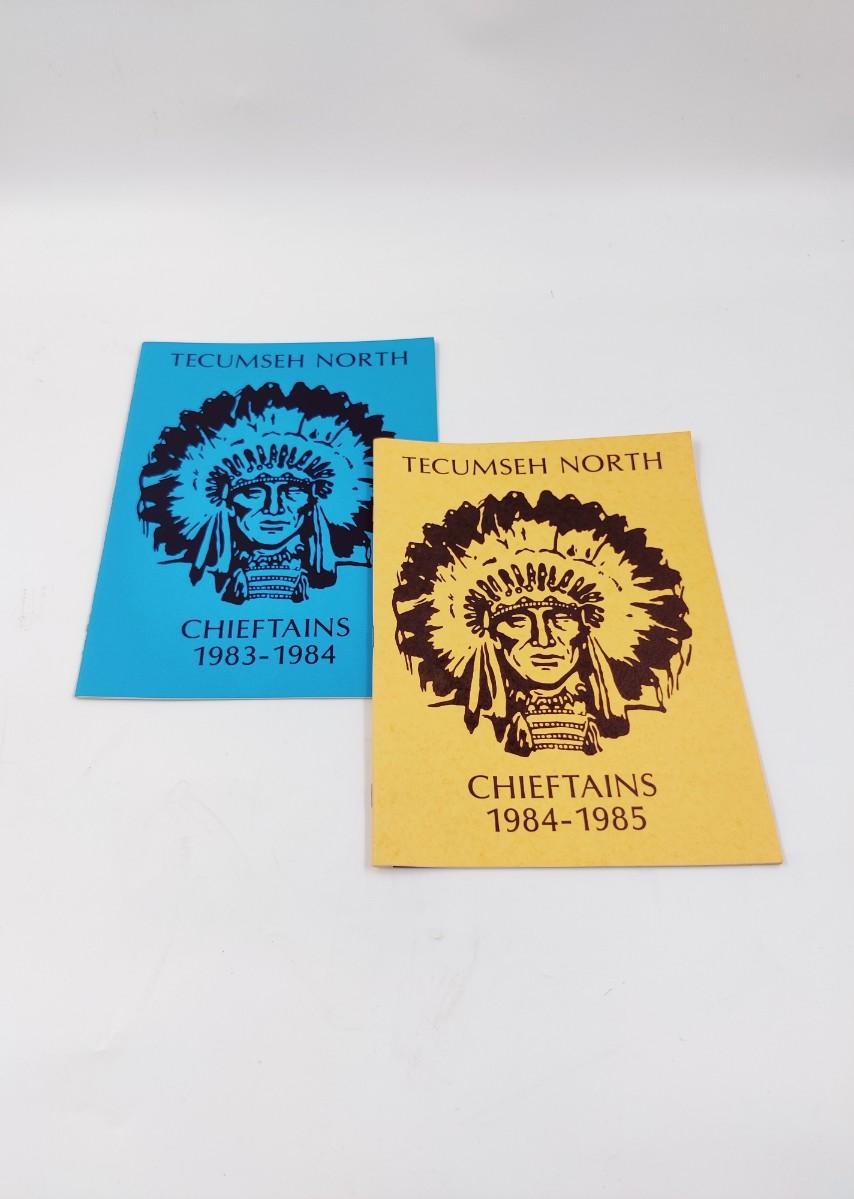 TECUMSEH NORTH
CHIEFTAINS
1983-1984
TECUMSEH NORTH
CHIEFTAINS
1984-1985